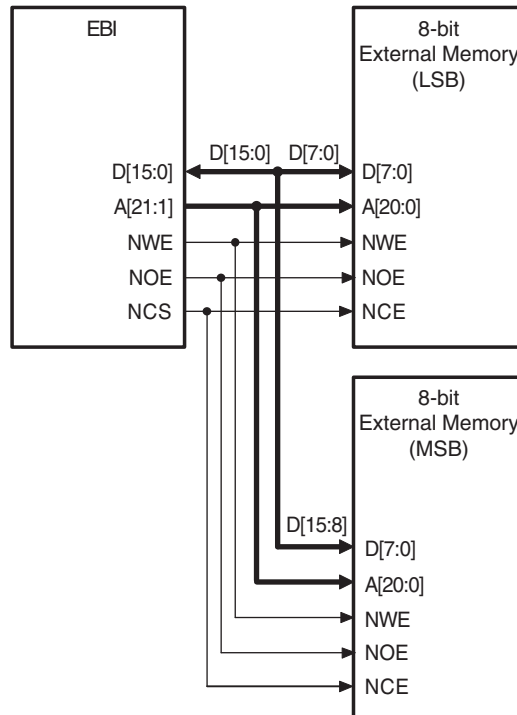 EBI
D[15:0]
A[21:1]
NWE
NOE
NCS
D[15:0]
D[7:0]
8-bit
External Memory
(LSB)
D[7:0]
A[20:0]
NWE
NOE
NCE
8-bit
External Memory
(MSB)
D[15:8]
D[7:0]
A[20:0]
NWE
NOE
NCE